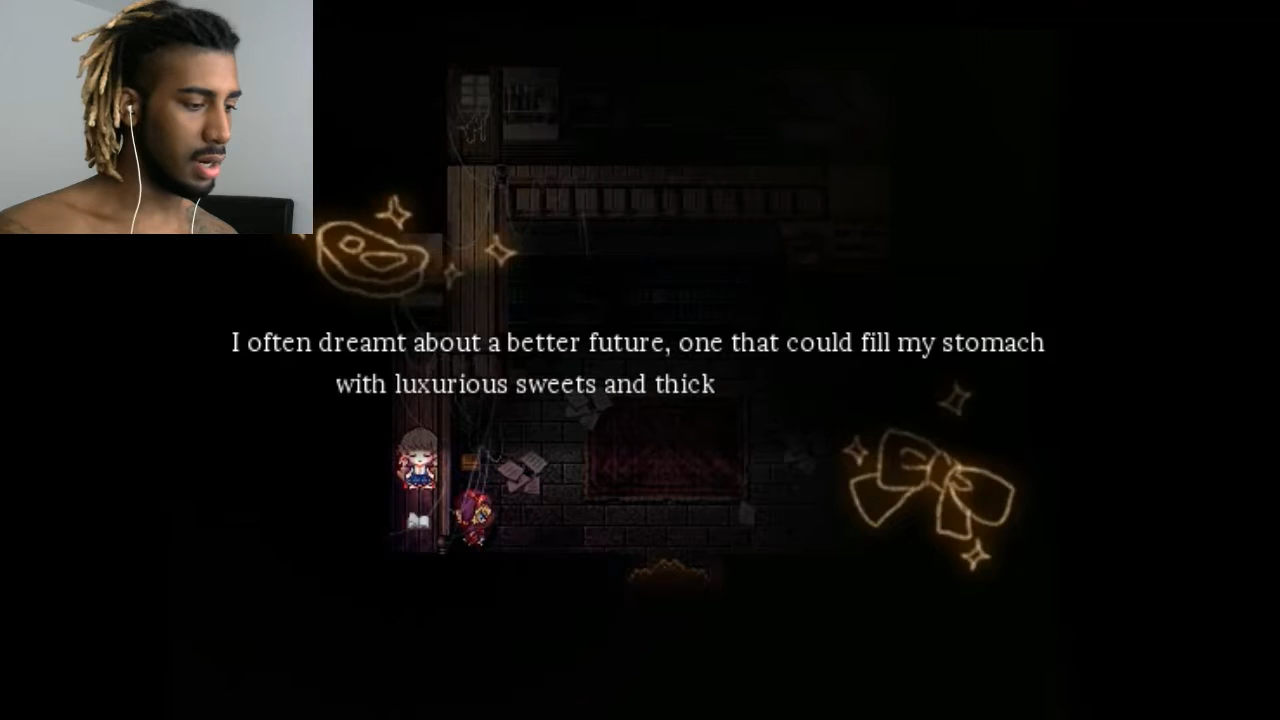 I often dreamt about a better future, one that could fill my stomach
with luxurious sweets and thick